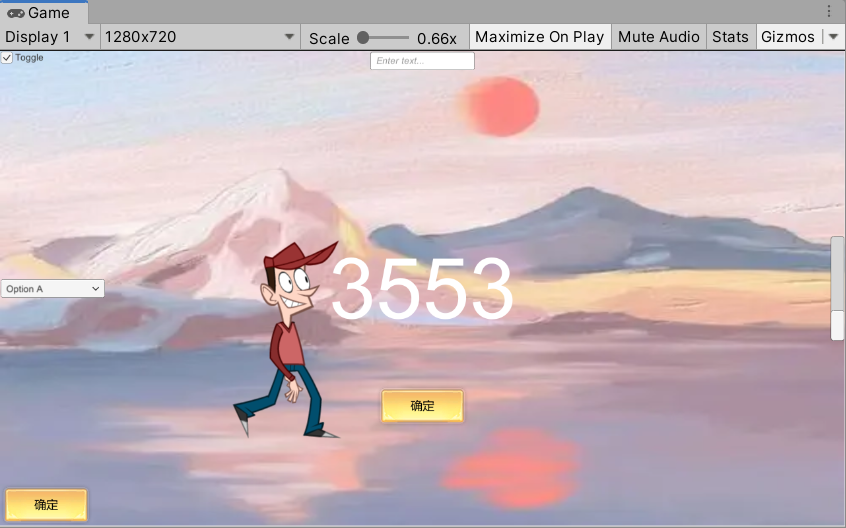 Game
Display 1 1280x720 Scale 0.66x Maximize On Play Mute Audio Stats Gizmos
Toggle
Enter text...
Option A
3553
确定
确定